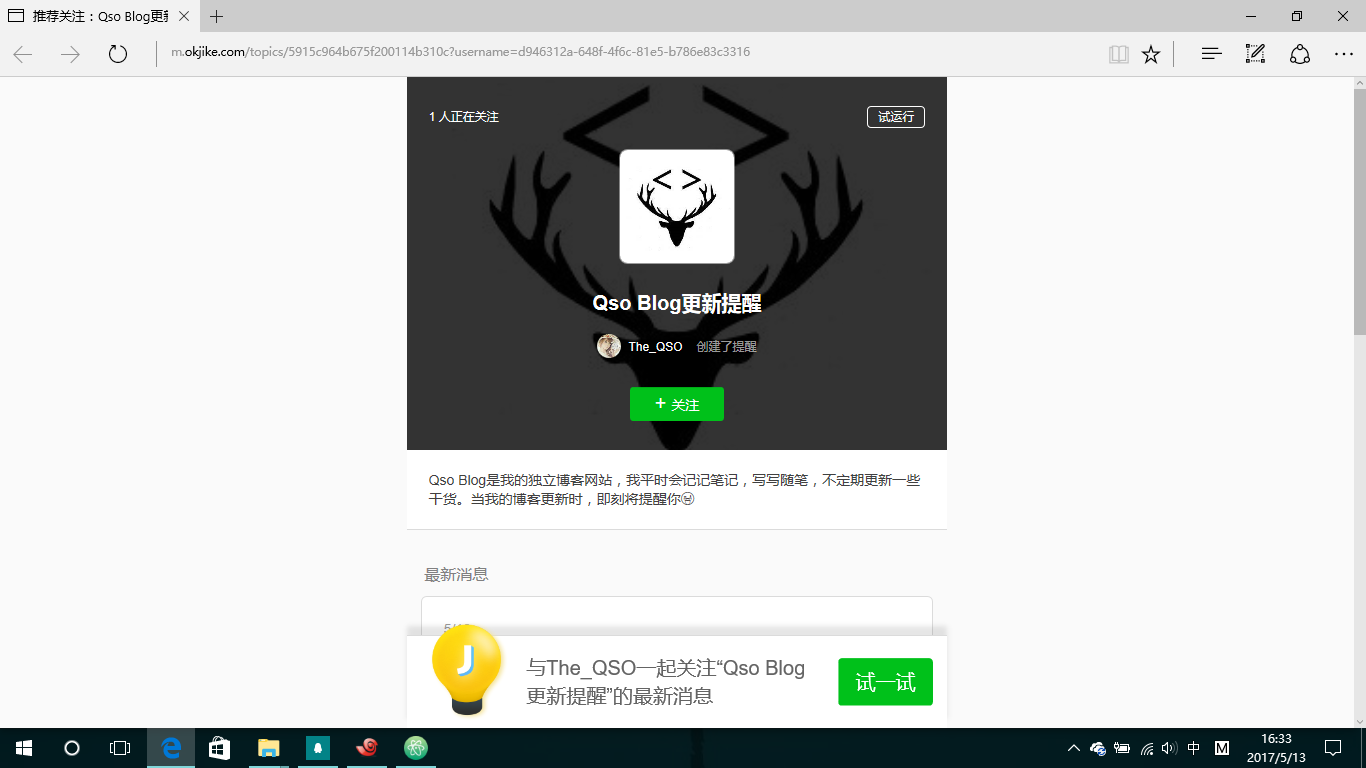 推荐关注：Qso Blog更新
m.okjike.com/topics/5915c964b675f200114b310c?username=d946312a-648f-4f6c-81e5-b786e83c3316
1 人正在关注
试运行
< >
Qso Blog更新提醒
The_QSO 创建了提醒
+ 关注
Qso Blog是我的独立博客网站，我平时会记记笔记，写写随笔，不定期更新一些
干货。当我的博客更新时，即刻将提醒你
最新消息
J
与The_QSO一起关注“Qso Blog
更新提醒”的最新消息
试一试
中
M
16:33
2017/5/13